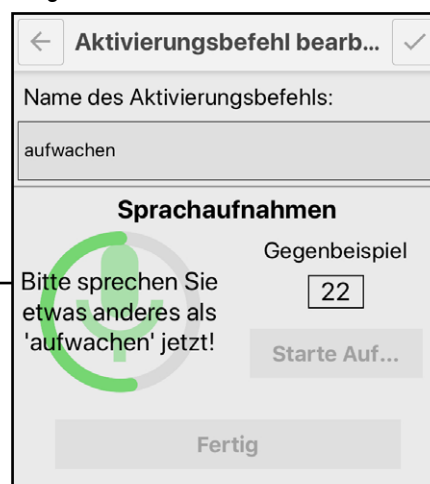 Aktivierungsbefehl bearb...
Name des Aktivierungsbefehls:
aufwachen
Sprachaufnahmen
Gegenbeispiel
22
Bitte sprechen Sie
etwas anderes als
'aufwachen' jetzt!
Starte Auf...
Fertig